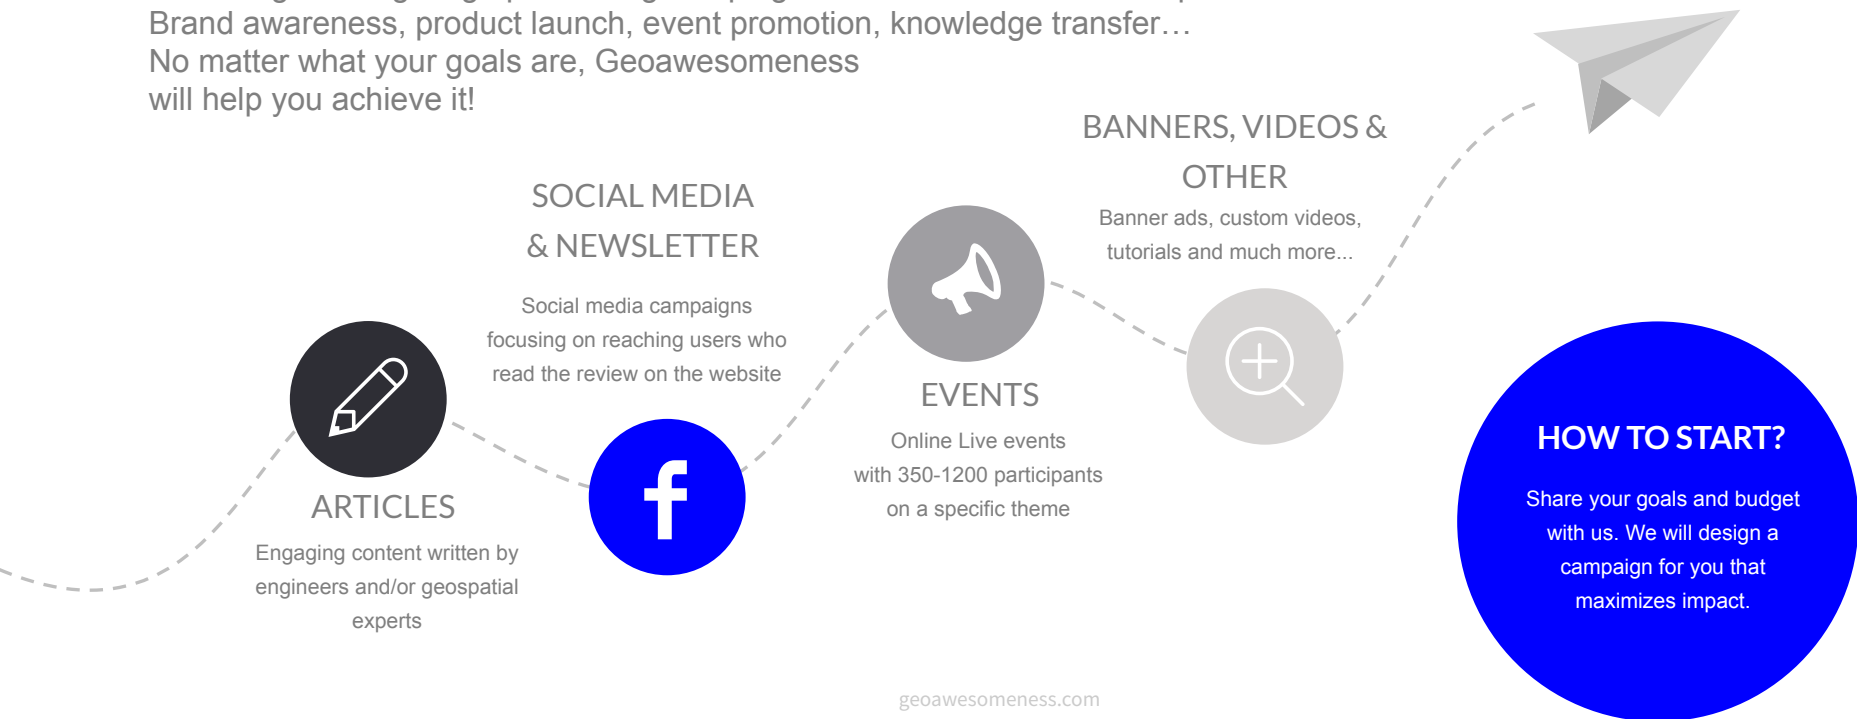 Brand awareness, product launch, event promotion, knowledge transfer…
No matter what your goals are, Geoawesomeness
will help you achieve it!
BANNERS, VIDEOS &
OTHER
Banner ads, custom videos,
tutorials and much more...
SOCIAL MEDIA
& NEWSLETTER
Social media campaigns
focusing on reaching users who
read the review on the website
EVENTS
Online Live events
with 350-1200 participants
on a specific theme
ARTICLES
Engaging content written by
engineers and/or geospatial
experts
HOW TO START?
Share your goals and budget
with us. We will design a
campaign for you that
maximizes impact.
geoawesomeness.com